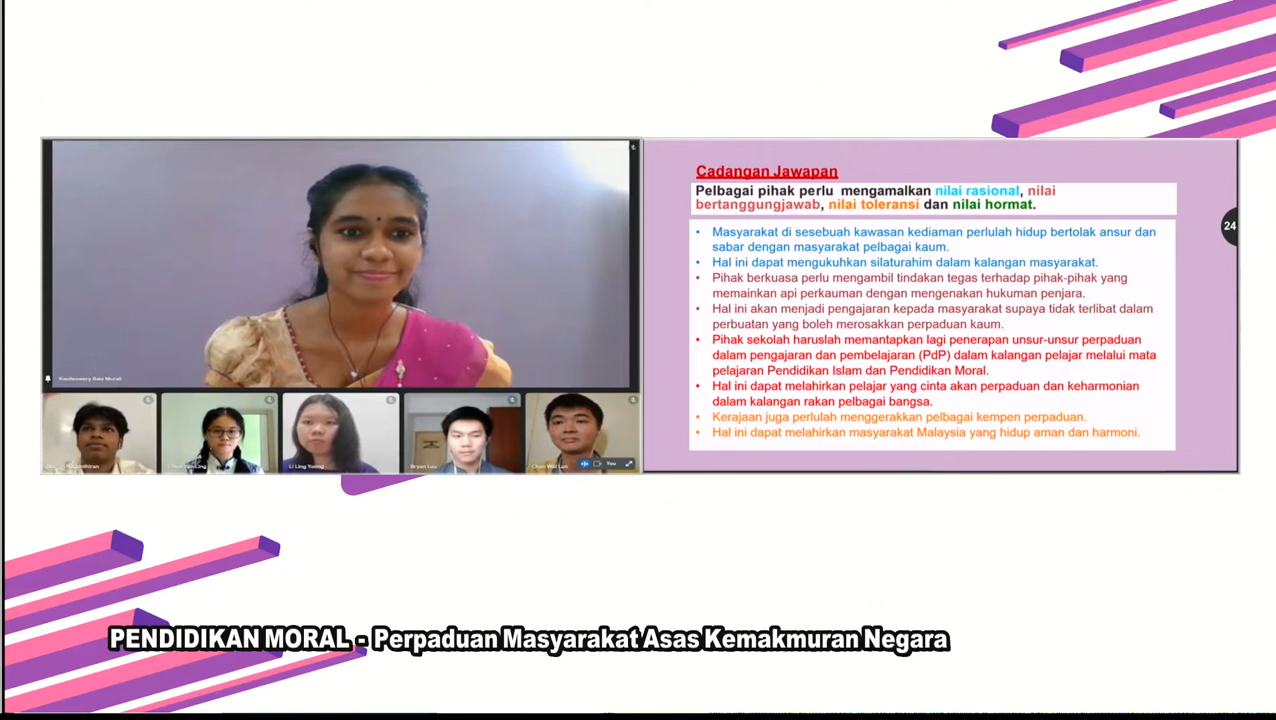 Cadangan Jawapan
Pelbagai pihak perlu mengamalkan nilai rasional, nilai
bertanggungjawab, nilai toleransi dan nilai hormat.
• Masyarakat di sesebuah kawasan kediaman perlulah hidup bertolak ansur dan
sabar dengan masyarakat pelbagai kaum.
• Hal ini dapat mengukuhkan silaturahim dalam kalangan masyarakat.
• Pihak berkuasa perlu mengambil tindakan tegas terhadap pihak-pihak yang
memainkan api perkauman dengan mengenakan hukuman penjara.
• Hal ini akan menjadi pengajaran kepada masyarakat supaya tidak terlibat dalam
perbuatan yang boleh merosakkan perpaduan kaum.
• Pihak sekolah haruslah memantapkan lagi penerapan unsur-unsur perpaduan
dalam pengajaran dan pembelajaran (PdP) dalam kalangan pelajar melalui mata
pelajaran Pendidikan Islam dan Pendidikan Moral.
• Hal ini dapat melahirkan pelajar yang cinta akan perpaduan dan keharmonian
dalam kalangan rakan pelbagai bangsa.
• Kerajaan juga perlulah menggerakkan pelbagai kempen perpaduan.
• Hal ini dapat melahirkan masyarakat Malaysia yang hidup aman dan harmoni.
24
Li Ling Yoong
Bryan Luu
Chan Wai Lun
You
PENDIDIKAN MORAL - Perpaduan Masyarakat Asas Kemakmuran Negara